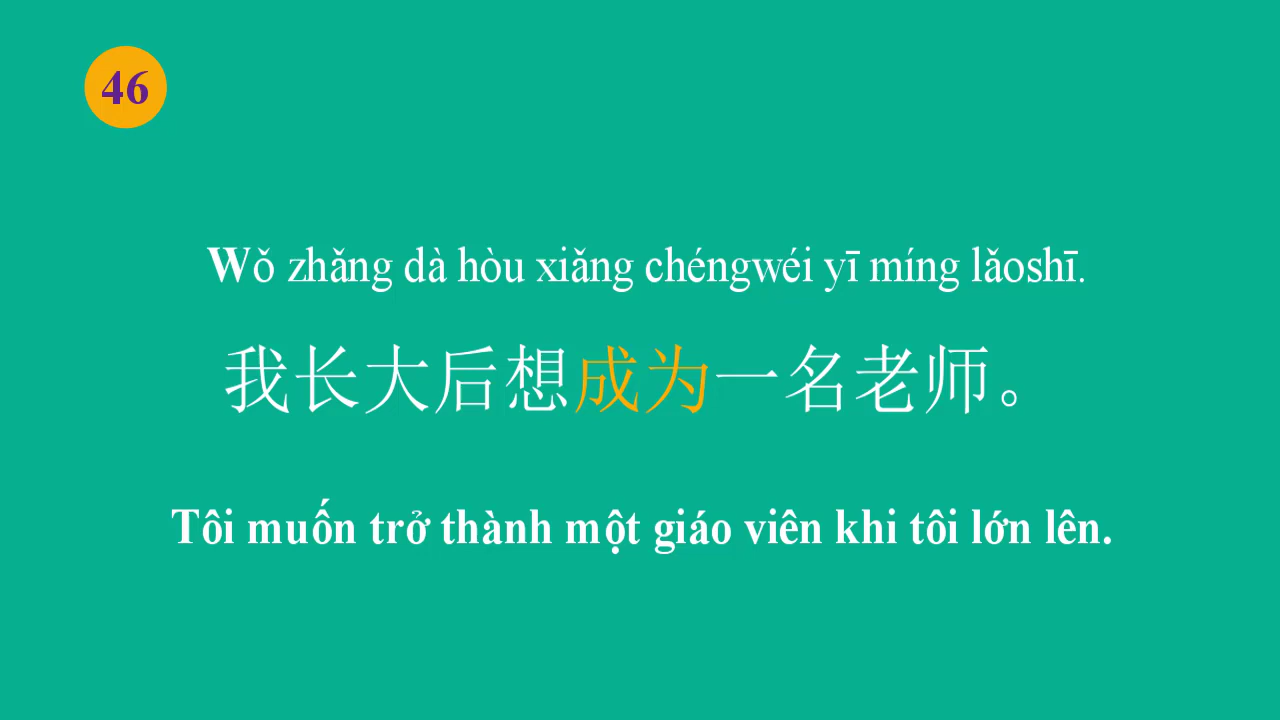 46
Wǒ zhǎng dà hòu xiǎng chéngwéi yī míng lǎoshī.
我长大后想成为一名老师。
Tôi muốn trở thành một giáo viên khi tôi lớn lên.